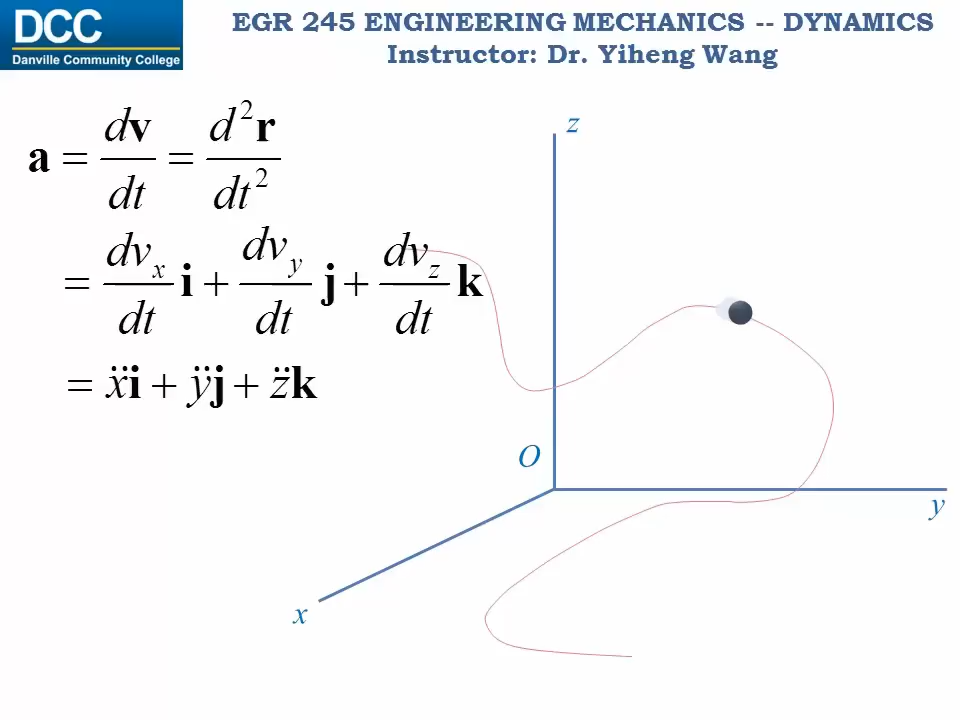 DCC
Danville Community College
EGR 245 ENGINEERING MECHANICS -- DYNAMICS
Instructor: Dr. Yiheng Wang
a = dv/dt = d²r/dt²
= dvₓ/dt i + dv_y/dt j + dv_z/dt k
= ẍi + ÿj + z̈k
z
O
y
x